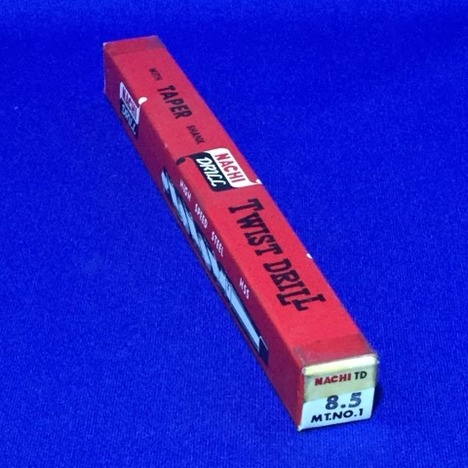 WITH TAPER SHANK
NACHI
DRILL
NACHI
DRILL
TWIST DRILL
HIGH SPEED STEEL HSS
NACHI TD
8.5
MT.NO.1